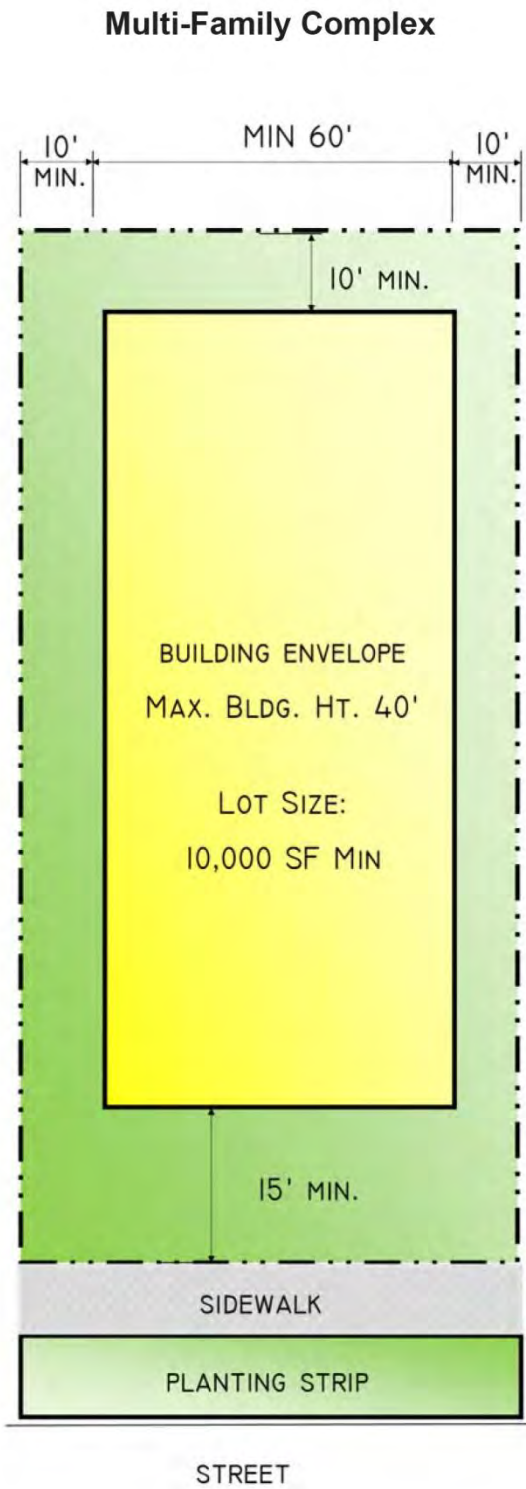 Multi-Family Complex
10'
MIN.
MIN 60'
10'
MIN.
10' MIN.
BUILDING ENVELOPE
MAX. BLDG. HT. 40'
LOT SIZE:
10,000 SF MIN
15' MIN.
SIDEWALK
PLANTING STRIP
STREET